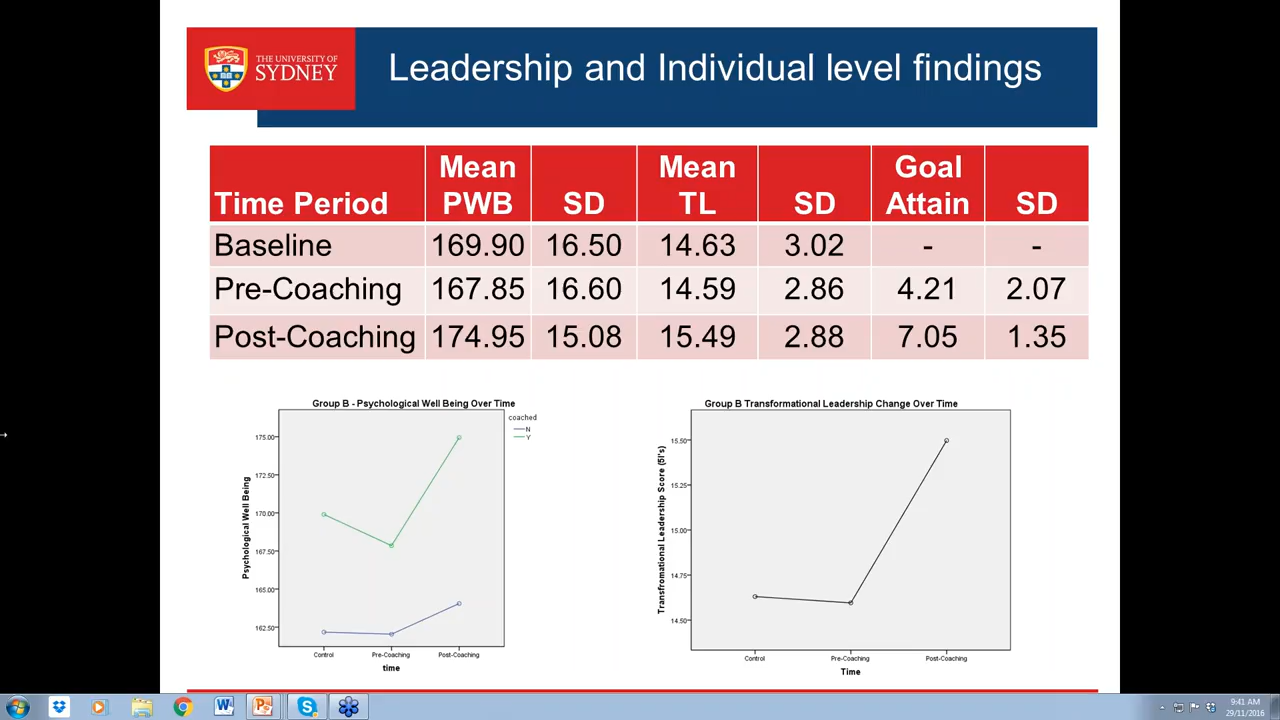 THE UNIVERSITY OF
SYDNEY
Leadership and Individual level findings
Time Period Mean PWB SD Mean TL SD Goal Attain SD
Baseline 169.90 16.50 14.63 3.02 - -
Pre-Coaching 167.85 16.60 14.59 2.86 4.21 2.07
Post-Coaching 174.95 15.08 15.49 2.88 7.05 1.35
Group B - Psychological Well Being Over Time
coached
N
Y
Psychological Well Being
175.00
172.50
170.00
167.50
165.00
162.50
Control Pre-Coaching Post-Coaching
time
Group B Transformational Leadership Change Over Time
Transfromational Leadership Score (5I's)
15.50
15.25
15.00
14.75
14.50
Control Pre-Coaching Post-Coaching
Time
9:41 AM
29/11/2016